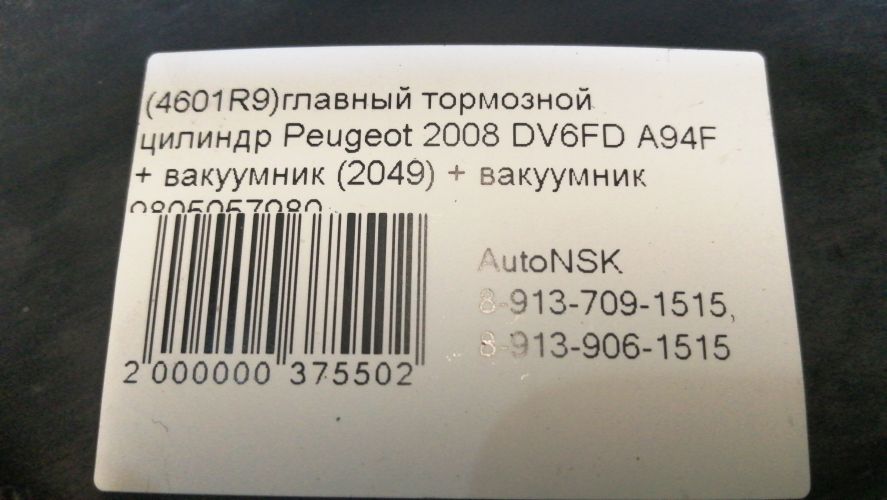 (4601R9)главный тормозной
цилиндр Peugeot 2008 DV6FD A94F
+ вакуумник (2049) + вакуумник
AutoNSK
8-913-709-1515,
8-913-906-1515
2 000000 375502